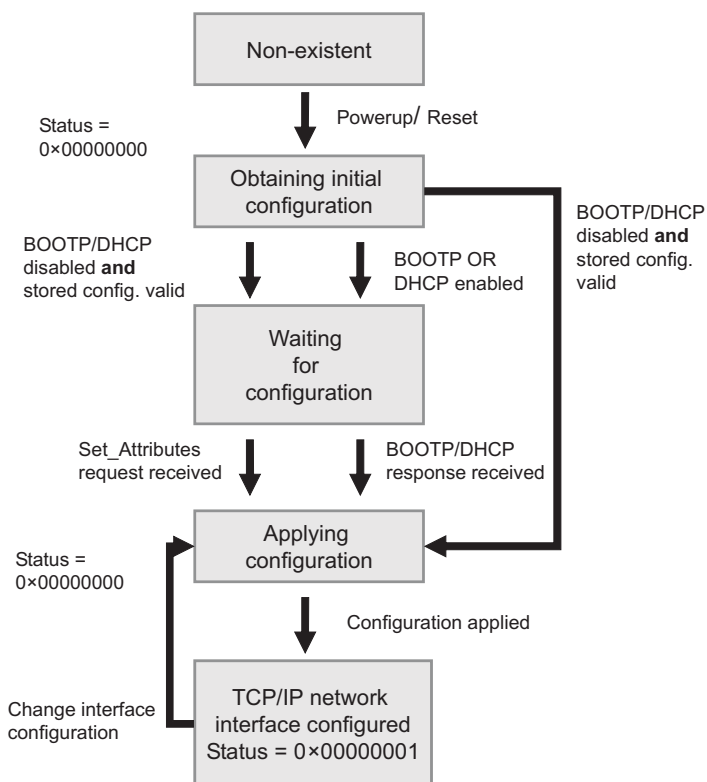 Non-existent
Powerup/ Reset
Status =
0×00000000
Obtaining initial
configuration
BOOTP/DHCP
disabled and
stored config. valid
BOOTP OR
DHCP enabled
BOOTP/DHCP
disabled and
stored config.
valid
Waiting
for
configuration
Set_Attributes
request received
BOOTP/DHCP
response received
Applying
configuration
Status =
0×00000000
Configuration applied
TCP/IP network
interface configured
Status = 0×00000001
Change interface
configuration